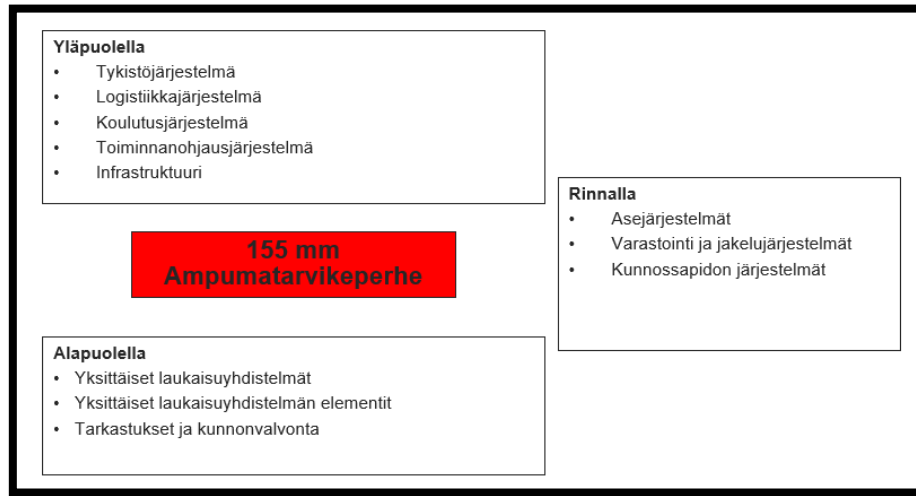 Yläpuolella
• Tykistöjärjestelmä
• Logistiikkajärjestelmä
• Koulutusjärjestelmä
• Toiminnanohjausjärjestelmä
• Infrastruktuuri
155 mm
Ampumatarvikeperhe
Rinnalla
• Asejärjestelmät
• Varastointi ja jakelujärjestelmät
• Kunnossapidon järjestelmät
Alapuolella
• Yksittäiset laukaisuyhdistelmät
• Yksittäiset laukaisuyhdistelmän elementit
• Tarkastukset ja kunnonvalvonta